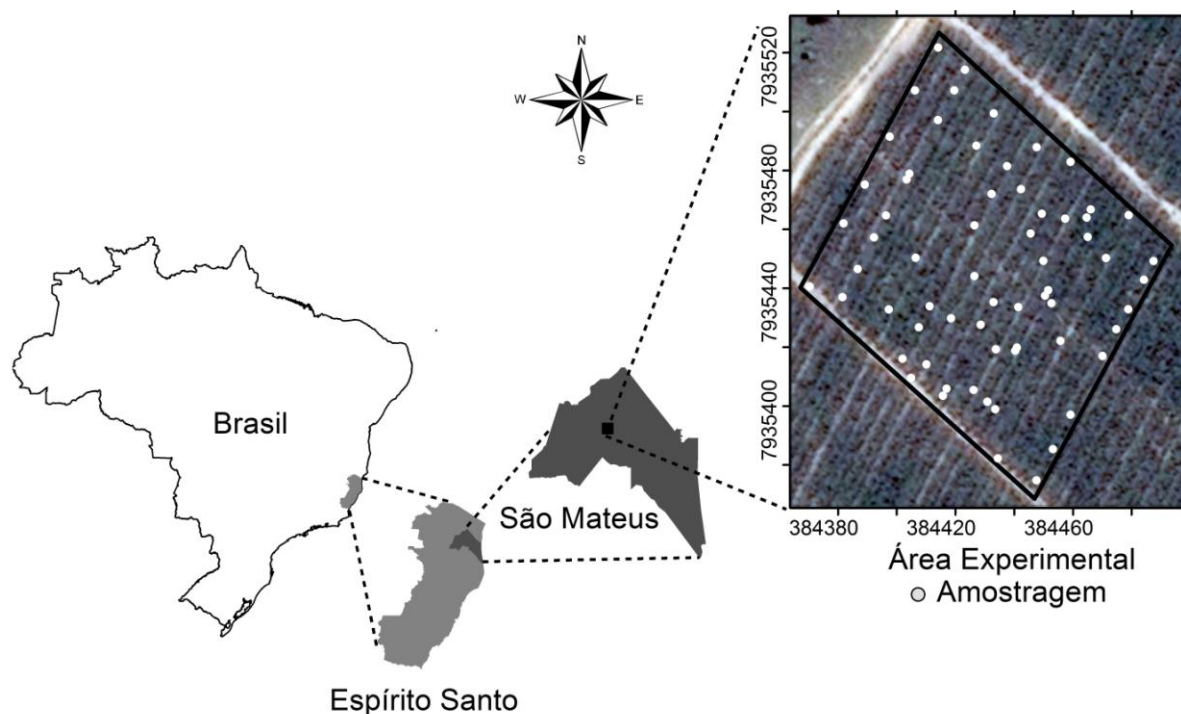 N
W
E
S
Brasil
Espírito Santo
São Mateus
7935520
7935480
7935440
7935400
384380
384420
384460
Área Experimental
Amostragem